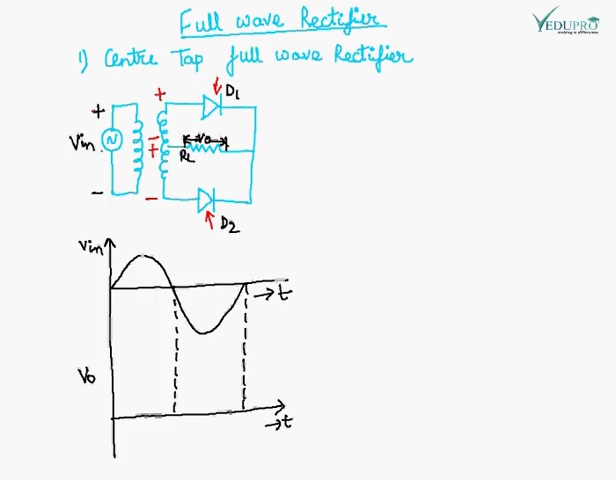 Full wave Rectifier
VEDUPRO
making a difference
1) Centre Tap full wave Rectifier
+
+
D1
Vin
N
-
+
Vo
RL
-
-
D2
Vin
→t
Vo
→t